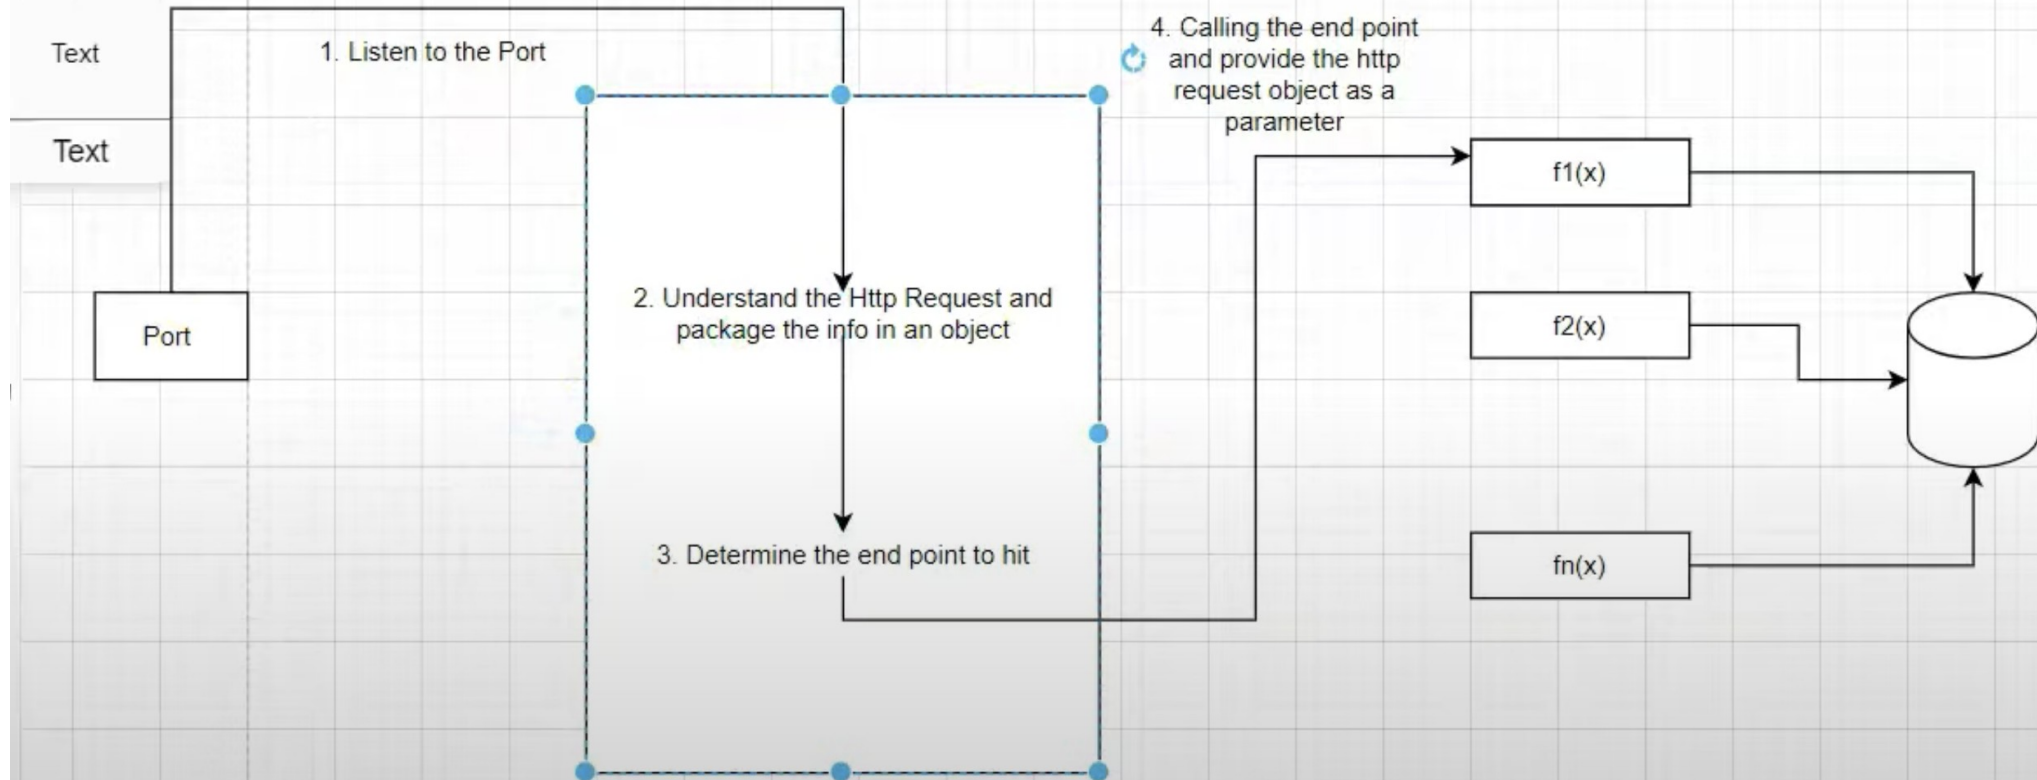 Text
Text
1. Listen to the Port
Port
2. Understand the Http Request and
package the info in an object
3. Determine the end point to hit
4. Calling the end point
and provide the http
request object as a
parameter
f1(x)
f2(x)
fn(x)